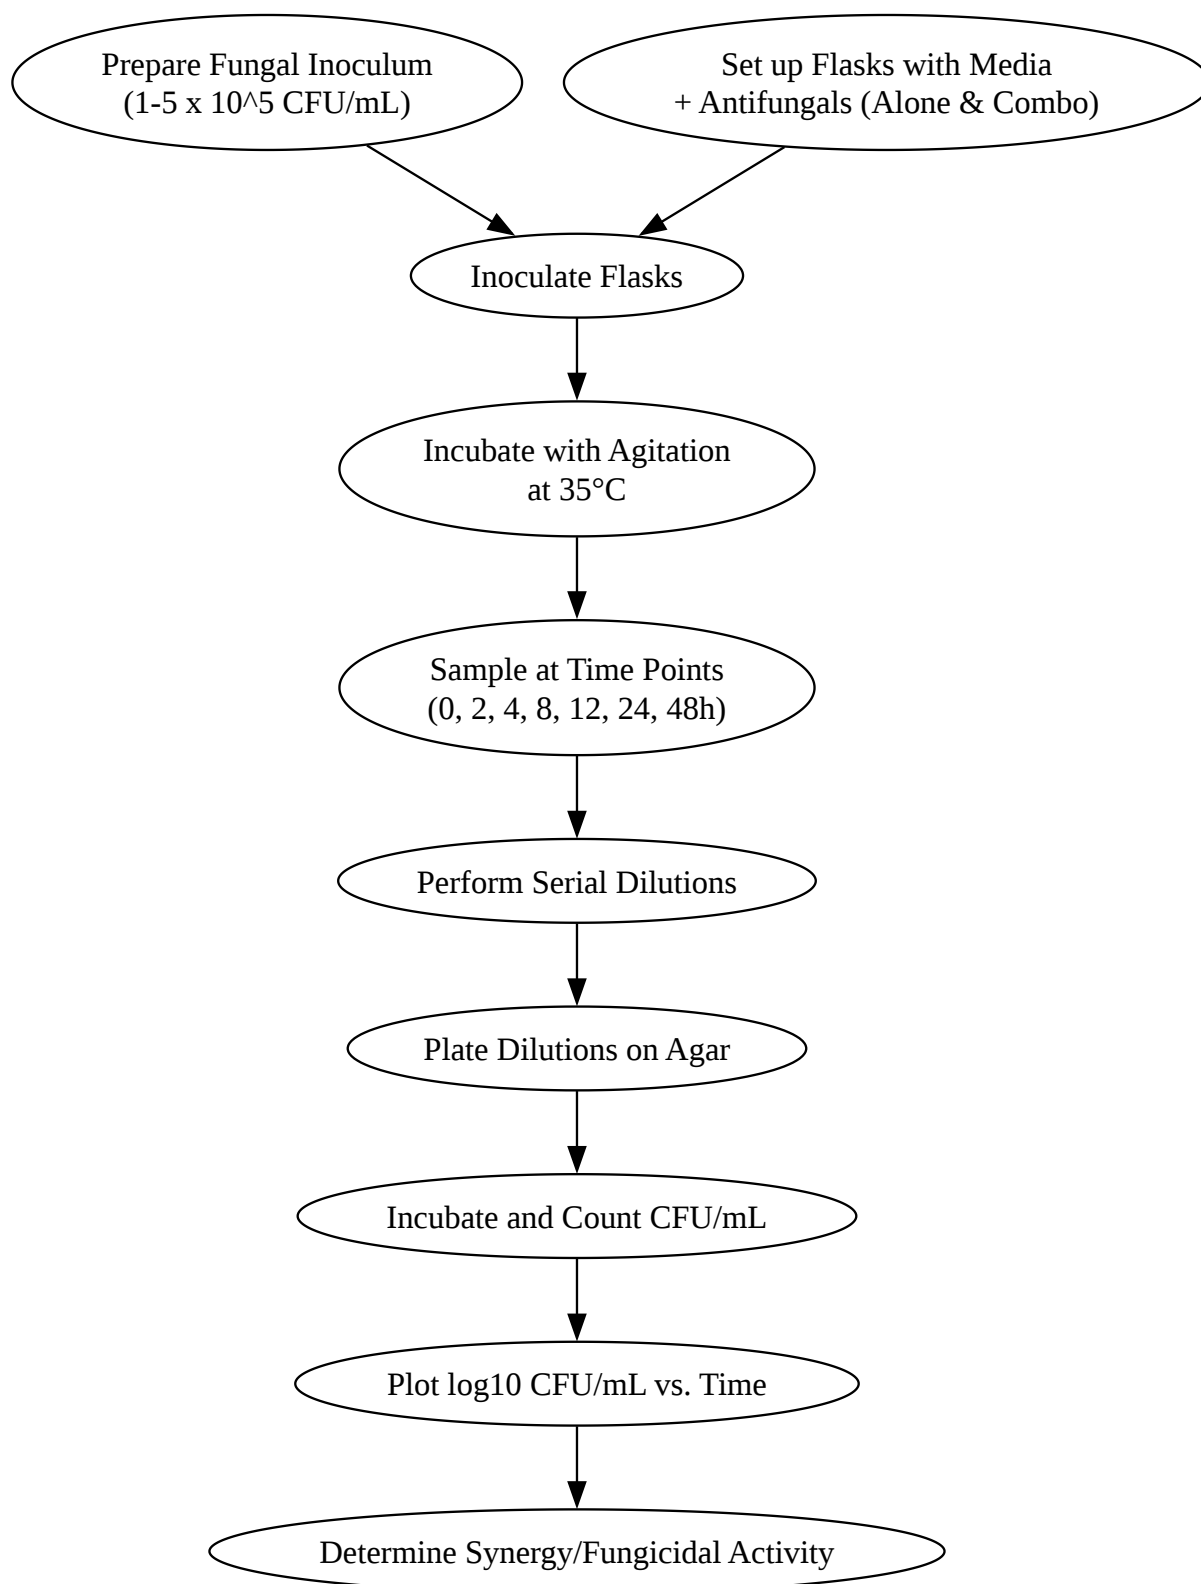 Prepare Fungal Inoculum
(1-5 x 10^5 CFU/mL)
Set up Flasks with Media
+ Antifungals (Alone & Combo)
Inoculate Flasks
Incubate with Agitation
at 35°C
Sample at Time Points
(0, 2, 4, 8, 12, 24, 48h)
Perform Serial Dilutions
Plate Dilutions on Agar
Incubate and Count CFU/mL
Plot log10 CFU/mL vs. Time
Determine Synergy/Fungicidal Activity